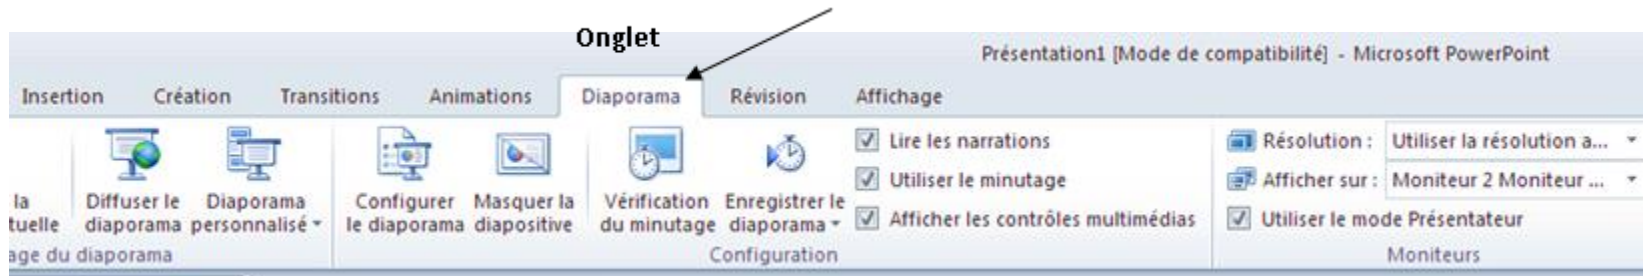 Onglet
Présentation1 [Mode de compatibilité] - Microsoft PowerPoint
Insertion Création Transitions Animations Diaporama Révision Affichage
la
tuelle
Diffuser le
diaporama
Diaporama
personnalisé
age du diaporama
Configurer
le diaporama
Masquer la
diapositive
Vérification
du minutage
Enregistrer le
diaporama
Lire les narrations
Utiliser le minutage
Afficher les contrôles multimédias
Configuration
Résolution : Utiliser la résolution a...
Afficher sur : Moniteur 2 Moniteur ...
Utiliser le mode Présentateur
Moniteurs